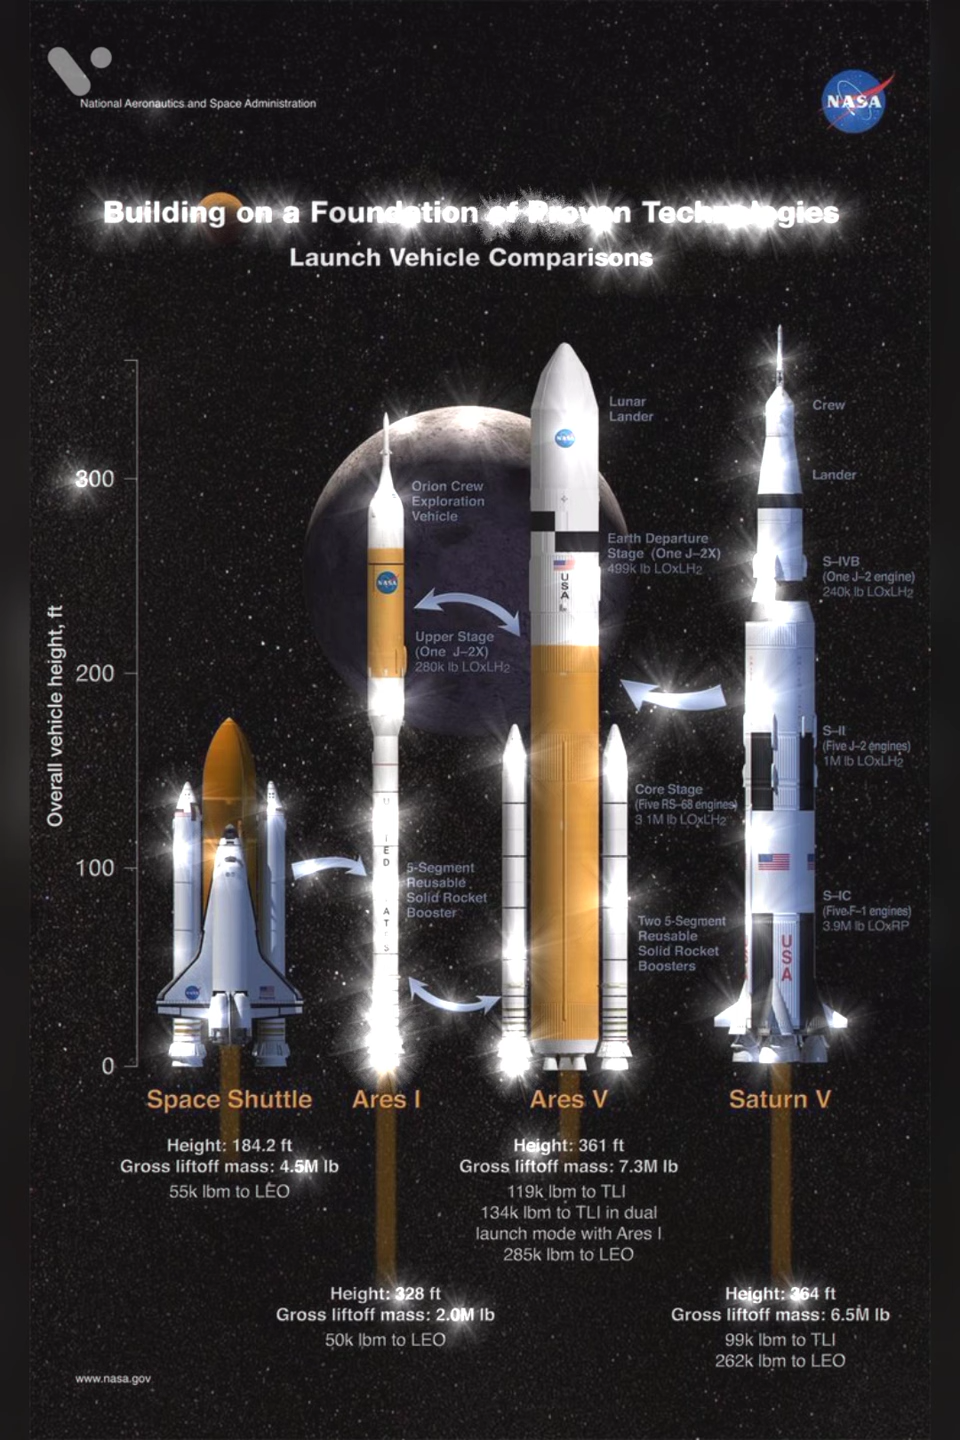 National Aeronautics and Space Administration
NASA
Building on a Foundation of Proven Technologies
Launch Vehicle Comparisons
Overall vehicle height, ft
300
200
100
0
Orion Crew
Exploration
Vehicle
NASA
Upper Stage
(One J–2X)
280k lb LOxLH2
5-Segment
Reusable
Solid Rocket
Booster
Lunar
Lander
NASA
Earth Departure
Stage (One J–2X)
499k lb LOxLH2
USA
Core Stage
(Five RS–68 engines)
3 1M lb LOxLH2
Two 5-Segment
Reusable
Solid Rocket
Boosters
Crew
Lander
S–IVB
(One J–2 engine)
240k lb LOxLH2
S–II
(Five J–2 engines)
1M lb LOxLH2
S–IC
(Five F–1 engines)
3.9M lb LOxRP
USA
Space Shuttle
Height: 184.2 ft
Gross liftoff mass: 4.5M lb
55k lbm to LEO
Ares I
Height: 328 ft
Gross liftoff mass: 2.0M lb
50k lbm to LEO
Ares V
Height: 361 ft
Gross liftoff mass: 7.3M lb
119k lbm to TLI
134k lbm to TLI in dual
launch mode with Ares I
285k lbm to LEO
Saturn V
Height: 364 ft
Gross liftoff mass: 6.5M lb
99k lbm to TLI
262k lbm to LEO
www.nasa.gov